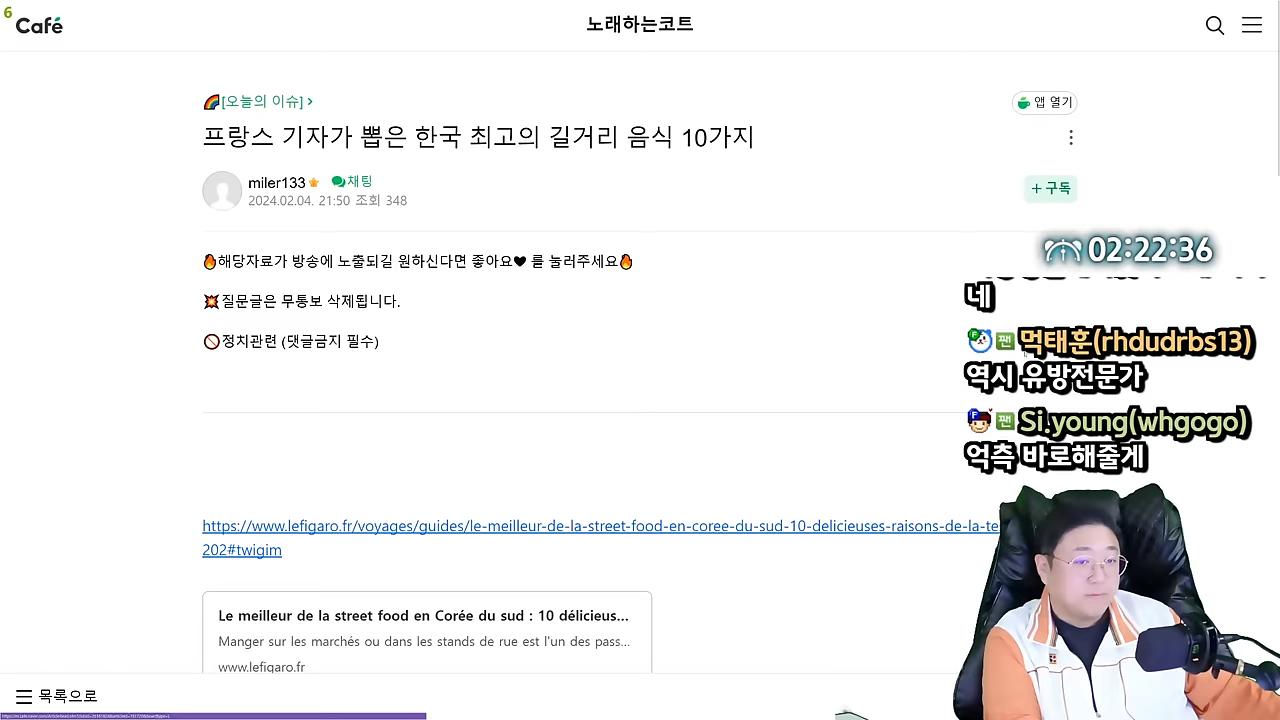 6
Café
노래하는코트
[오늘의 이슈] >
앱 열기
프랑스 기자가 뽑은 한국 최고의 길거리 음식 10가지
miler133 채팅
2024.02.04. 21:50 조회 348
+ 구독
02:22:36
해당자료가 방송에 노출되길 원하신다면 좋아요🖤 를 눌러주세요
네
질문글은 무통보 삭제됩니다.
정치관련 (댓글금지 필수)
F 팬 먹태훈(rhdudrbs13)
역시 유방전문가
F 팬 Si.young(whgogo)
억측 바로해줄게
https://www.lefigaro.fr/voyages/guides/le-meilleur-de-la-street-food-en-coree-du-sud-10-delicieuses-raisons-de-la-te
202#twigim
Le meilleur de la street food en Corée du sud : 10 délicieus...
Manger sur les marchés ou dans les stands de rue est l'un des pass...
www.lefigaro.fr
목록으로